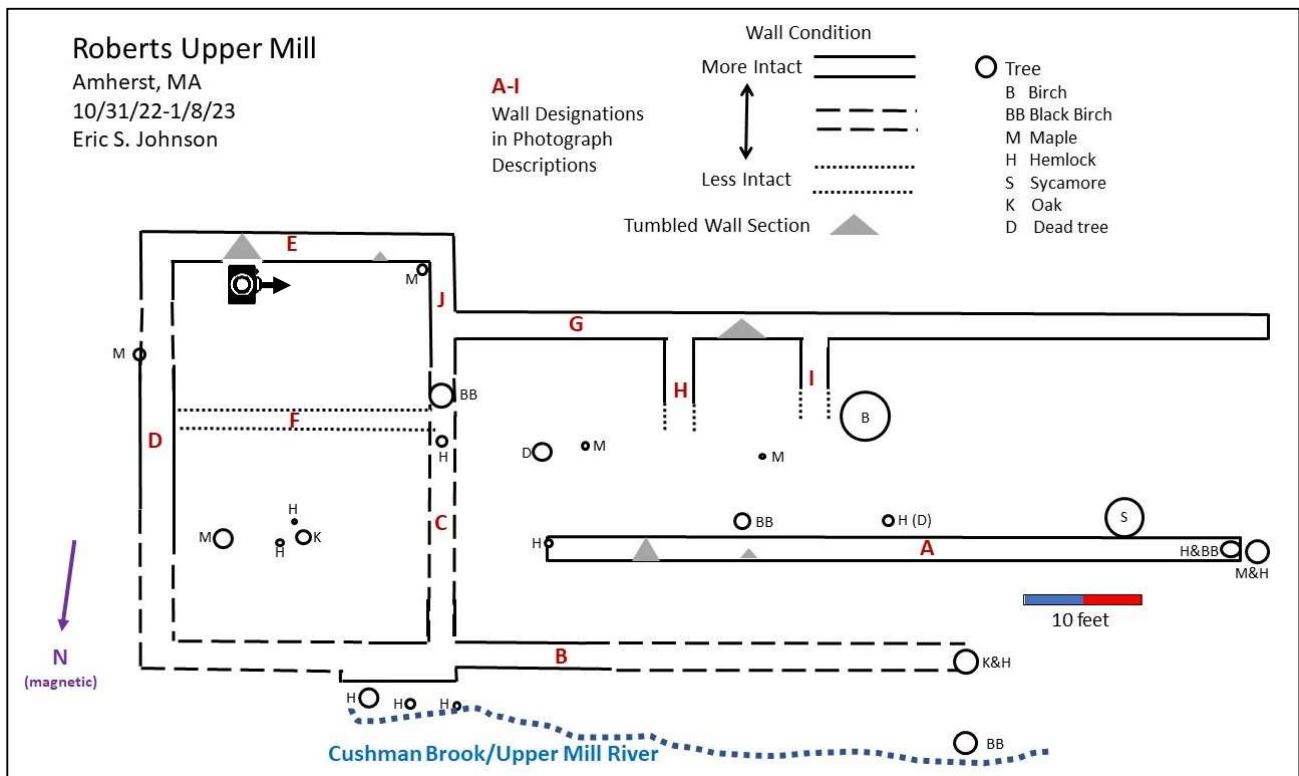 Roberts Upper Mill
Amherst, MA
10/31/22-1/8/23
Eric S. Johnson
A-I
Wall Designations
in Photograph
Descriptions
Wall Condition
More Intact
Less Intact
Tumbled Wall Section
Tree
B Birch
BB Black Birch
M Maple
H Hemlock
S Sycamore
K Oak
D Dead tree
E
M
J
G
M
BB
H
I
B
F
D
H
D
M
M
H
M
H
K
C
BB
H (D)
S
H
A
H&BB
M&H
10 feet
N
(magnetic)
B
K&H
H
H
H
BB
Cushman Brook/Upper Mill River